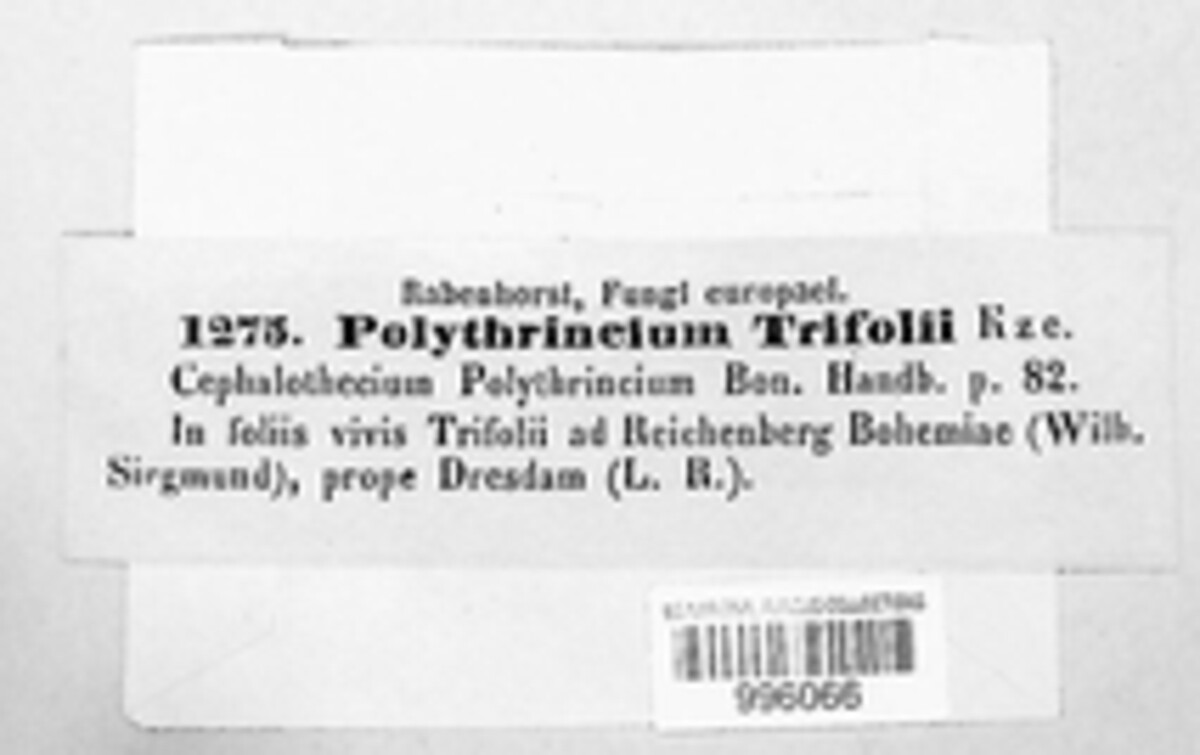 Rabenhorst, Fungi europaei.
1275. Polythrincium Trifolii Kze.
Cephalothecium Polythrincium Bon. Handb. p. 82.
In foliis vivis Trifolii ad Reichenberg Bohemiae (Wilh.
Sirgmund), prope Dresdam (L. R.).
996066